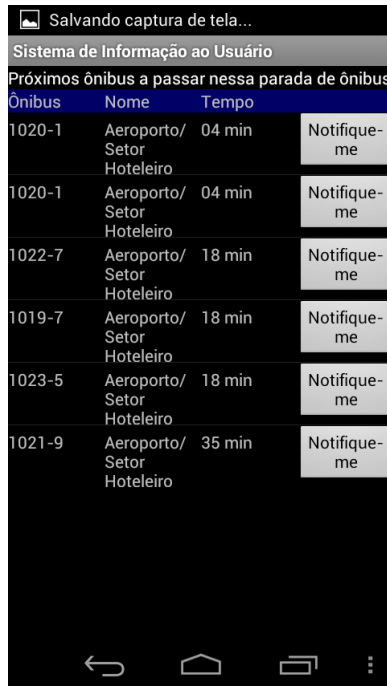 Salvando captura de tela...
Sistema de Informação ao Usuário
Próximos ônibus a passar nessa parada de ônibus
Ônibus Nome Tempo
1020-1 Aeroporto/ 04 min Notifique-
Setor me
Hoteleiro
1020-1 Aeroporto/ 04 min Notifique-
Setor me
Hoteleiro
1022-7 Aeroporto/ 18 min Notifique-
Setor me
Hoteleiro
1019-7 Aeroporto/ 18 min Notifique-
Setor me
Hoteleiro
1023-5 Aeroporto/ 18 min Notifique-
Setor me
Hoteleiro
1021-9 Aeroporto/ 35 min Notifique-
Setor me
Hoteleiro